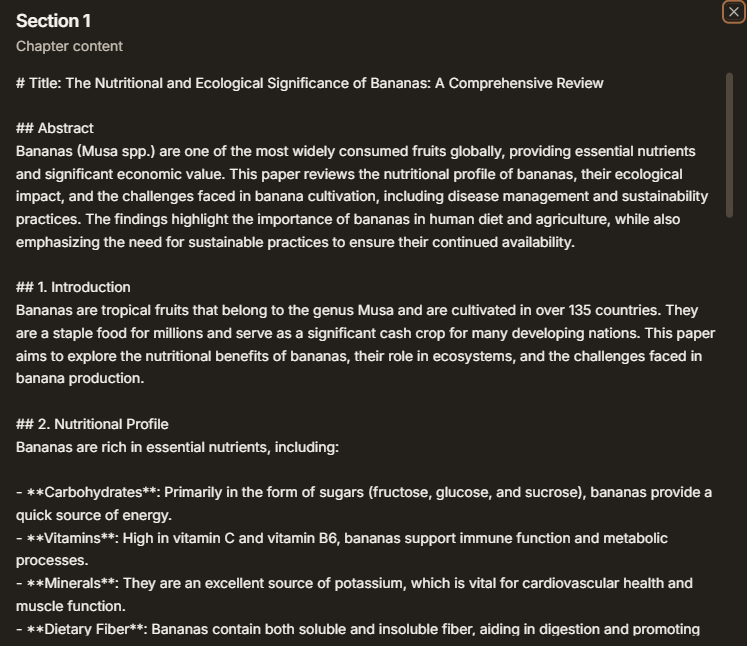 Section 1
Chapter content
# Title: The Nutritional and Ecological Significance of Bananas: A Comprehensive Review
## Abstract
Bananas (Musa spp.) are one of the most widely consumed fruits globally, providing essential nutrients
and significant economic value. This paper reviews the nutritional profile of bananas, their ecological
impact, and the challenges faced in banana cultivation, including disease management and sustainability
practices. The findings highlight the importance of bananas in human diet and agriculture, while also
emphasizing the need for sustainable practices to ensure their continued availability.
## 1. Introduction
Bananas are tropical fruits that belong to the genus Musa and are cultivated in over 135 countries. They
are a staple food for millions and serve as a significant cash crop for many developing nations. This paper
aims to explore the nutritional benefits of bananas, their role in ecosystems, and the challenges faced in
banana production.
## 2. Nutritional Profile
Bananas are rich in essential nutrients, including:
- **Carbohydrates**: Primarily in the form of sugars (fructose, glucose, and sucrose), bananas provide a
quick source of energy.
- **Vitamins**: High in vitamin C and vitamin B6, bananas support immune function and metabolic
processes.
- **Minerals**: They are an excellent source of potassium, which is vital for cardiovascular health and
muscle function.
- **Dietary Fiber**: Bananas contain both soluble and insoluble fiber, aiding in digestion and promoting